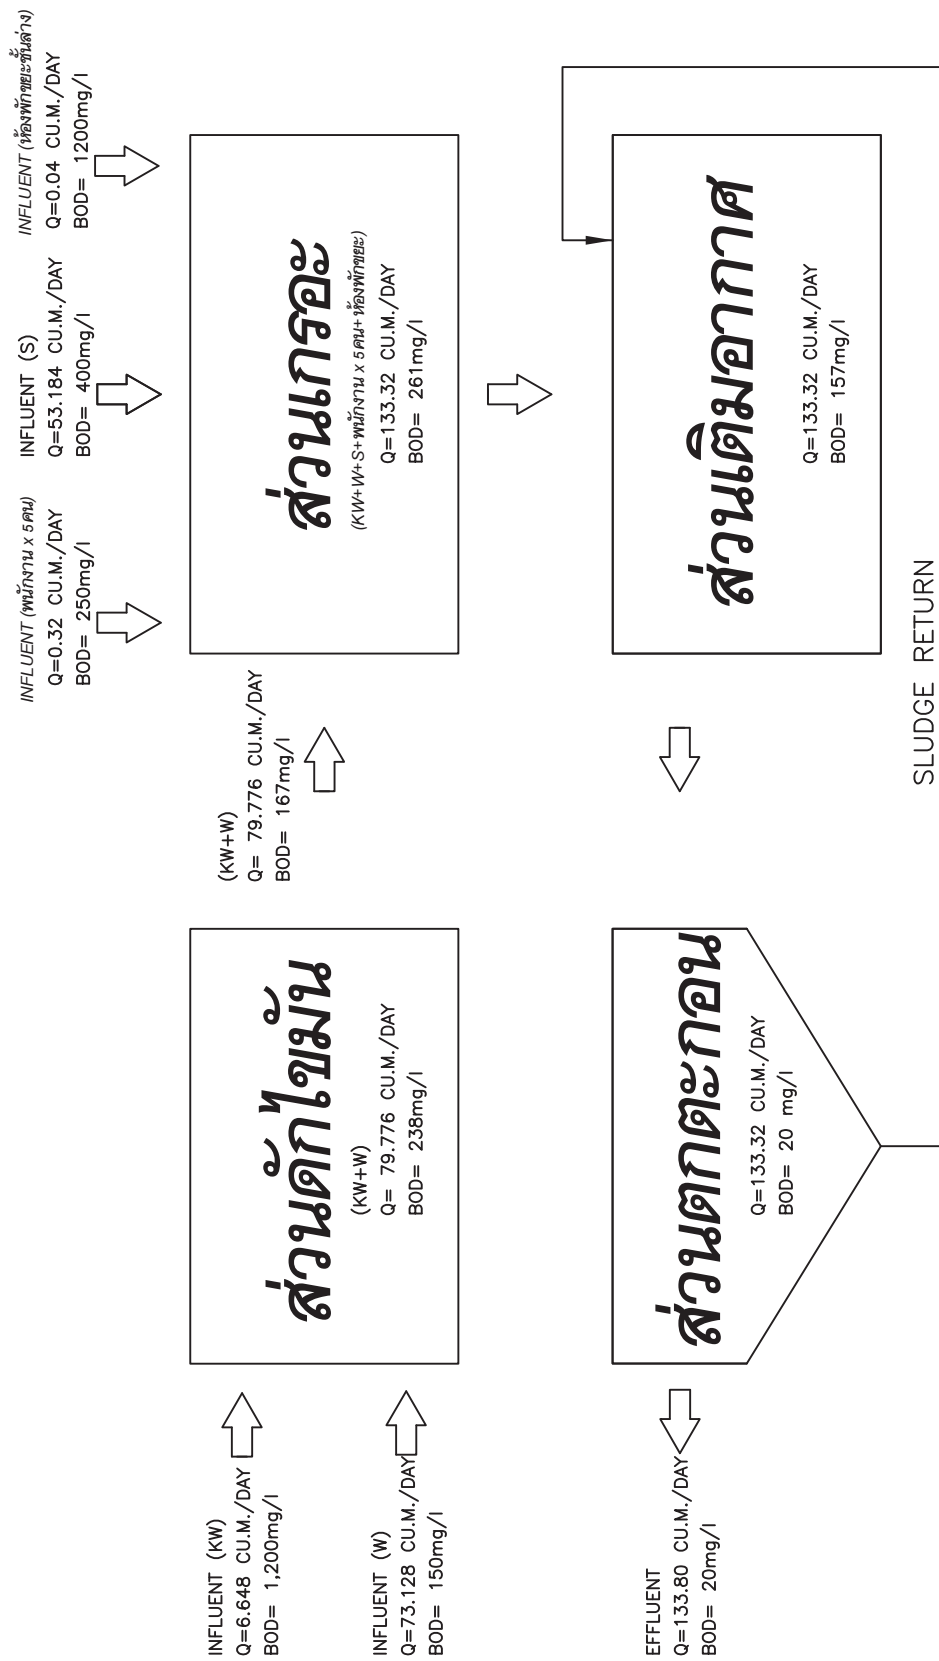 INFLUENT (KW)
Q=6.648 CU.M./DAY
BOD= 1,200mg/l
INFLUENT (W)
Q=73.128 CU.M./DAY
BOD= 150mg/l
ส่วนดักไขมัน
(KW+W)
Q= 79.776 CU.M./DAY
BOD= 238mg/l
(KW+W)
Q= 79.776 CU.M./DAY
BOD= 167mg/l
INFLUENT (พนักงาน x 5คน)
Q=0.32 CU.M./DAY
BOD= 250mg/l
INFLUENT (S)
Q=53.184 CU.M./DAY
BOD= 400mg/l
INFLUENT (ห้องพักขยะชั้นล่าง)
Q=0.04 CU.M./DAY
BOD= 1200mg/l
ส่วนเกรอะ
(KW+W+S+พนักงาน x 5คน+ห้องพักขยะ)
Q=133.32 CU.M./DAY
BOD= 261mg/l
EFFLUENT
Q=133.80 CU.M./DAY
BOD= 20mg/l
ส่วนตกตะกอน
Q=133.32 CU.M./DAY
BOD= 20 mg/l
ส่วนเติมอากาศ
Q=133.32 CU.M./DAY
BOD= 157mg/l
SLUDGE RETURN